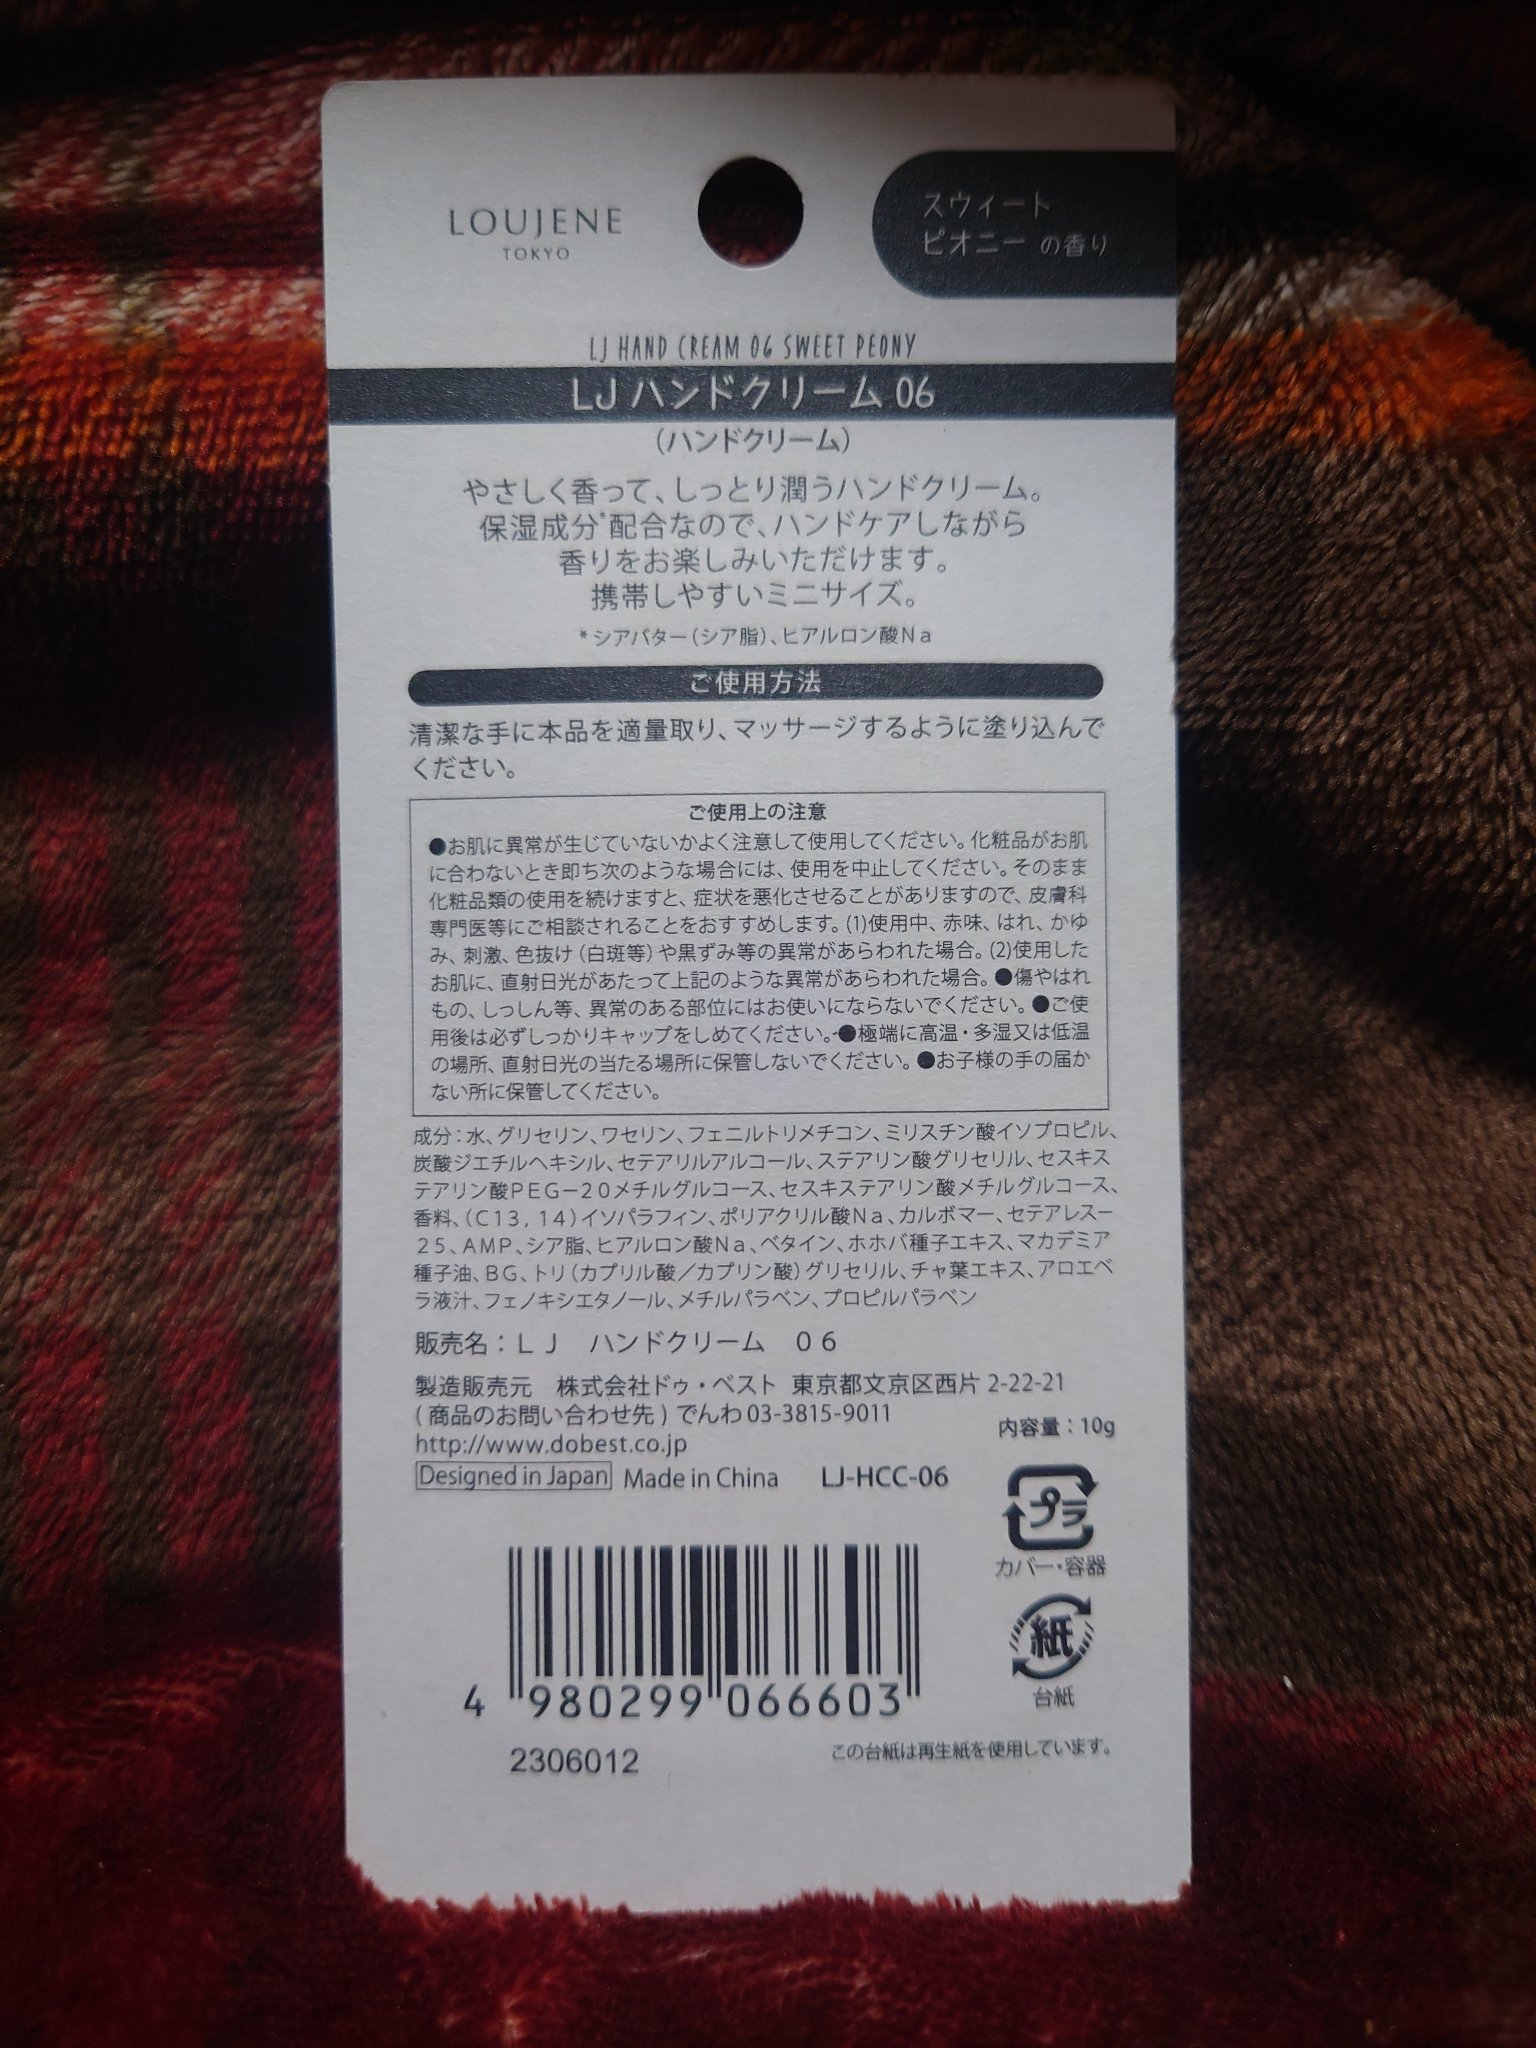 LOUJENE
TOKYO
スウィート
ピオニー の香り
LJ HAND CREAM 06 SWEET PEONY
LJ ハンドクリーム 06
(ハンドクリーム)
やさしく香って、しっとり潤うハンドクリーム。
保湿成分*配合なので、ハンドケアしながら
香りをお楽しみいただけます。
携帯しやすいミニサイズ。
*シアバター(シア脂)、ヒアルロン酸Na
ご使用方法
清潔な手に本品を適量取り、マッサージするように塗り込んで
ください。
ご使用上の注意
●お肌に異常が生じていないかよく注意して使用してください。化粧品がお肌
に合わないとき即ち次のような場合には、使用を中止してください。そのまま
化粧品類の使用を続けますと、症状を悪化させることがありますので、皮膚科
専門医等にご相談されることをおすすめします。(1)使用中、赤味、はれ、かゆ
み、刺激、色抜け(白斑等)や黒ずみ等の異常があらわれた場合。(2)使用した
お肌に、直射日光があたって上記のような異常があらわれた場合。●傷やはれ
もの、しっしん等、異常のある部位にはお使いにならないでください。●ご使
用後は必ずしっかりキャップをしめてください。●極端に高温・多湿又は低温
の場所、直射日光の当たる場所に保管しないでください。●お子様の手の届か
ない所に保管してください。
成分：水、グリセリン、ワセリン、フェニルトリメチコン、ミリスチン酸イソプロピル、
炭酸ジエチルヘキシル、セテアリルアルコール、ステアリン酸グリセリル、セスキス
テアリン酸PEG－20メチルグルコース、セスキステアリン酸メチルグルコース、
香料、(C13，14)イソパラフィン、ポリアクリル酸Na、カルボマー、セテアレス－
25、AMP、シア脂、ヒアルロン酸Na、ベタイン、ホホバ種子エキス、マカデミア
種子油、BG、トリ(カプリル酸／カプリン酸)グリセリル、チャ葉エキス、アロエベ
ラ液汁、フェノキシエタノール、メチルパラベン、プロピルパラベン
販売名：ＬＪ　ハンドクリーム　０６
製造販売元　株式会社ドゥ・ベスト 東京都文京区西片 2-22-21
(商品のお問い合わせ先) でんわ 03-3815-9011
http://www.dobest.co.jp
内容量：10g
Designed in Japan Made in China LJ-HCC-06
プラ
カバー・容器
紙
台紙
4 980299 066603
2306012
この台紙は再生紙を使用しています。